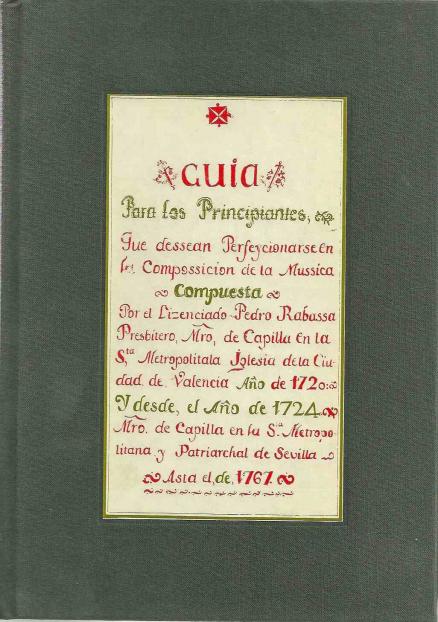 Guia
Para los Principiantes,
Que dessean Perfeycionarse en
la Compossicion de la Mussica
Compuesta
Por el Lizenciado Pedro Rabassa
Presbitero, Mro, de Capilla en la
Sta Metropolitala Iglesia de la Ciu-
dad de Valencia Año de 1720
Y desde, el Año de 1724
Mro. de Capilla en la Sta Metropo
litana y Patriarchal de Sevilla
Asta el, de, 1767.